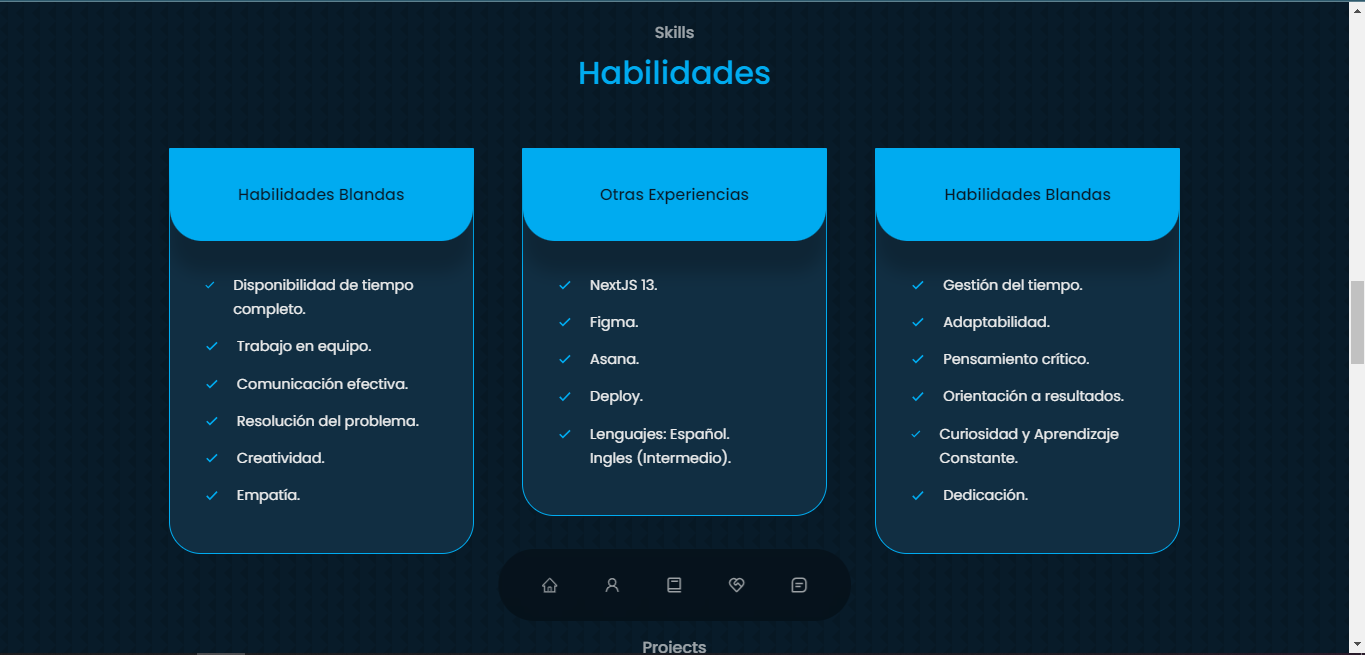 Skills
Habilidades
Habilidades Blandas
Disponibilidad de tiempo
completo.
Trabajo en equipo.
Comunicación efectiva.
Resolución del problema.
Creatividad.
Empatía.
Otras Experiencias
NextJS 13.
Figma.
Asana.
Deploy.
Lenguajes: Español.
Ingles (Intermedio).
Habilidades Blandas
Gestión del tiempo.
Adaptabilidad.
Pensamiento crítico.
Orientación a resultados.
Curiosidad y Aprendizaje
Constante.
Dedicación.
Projects